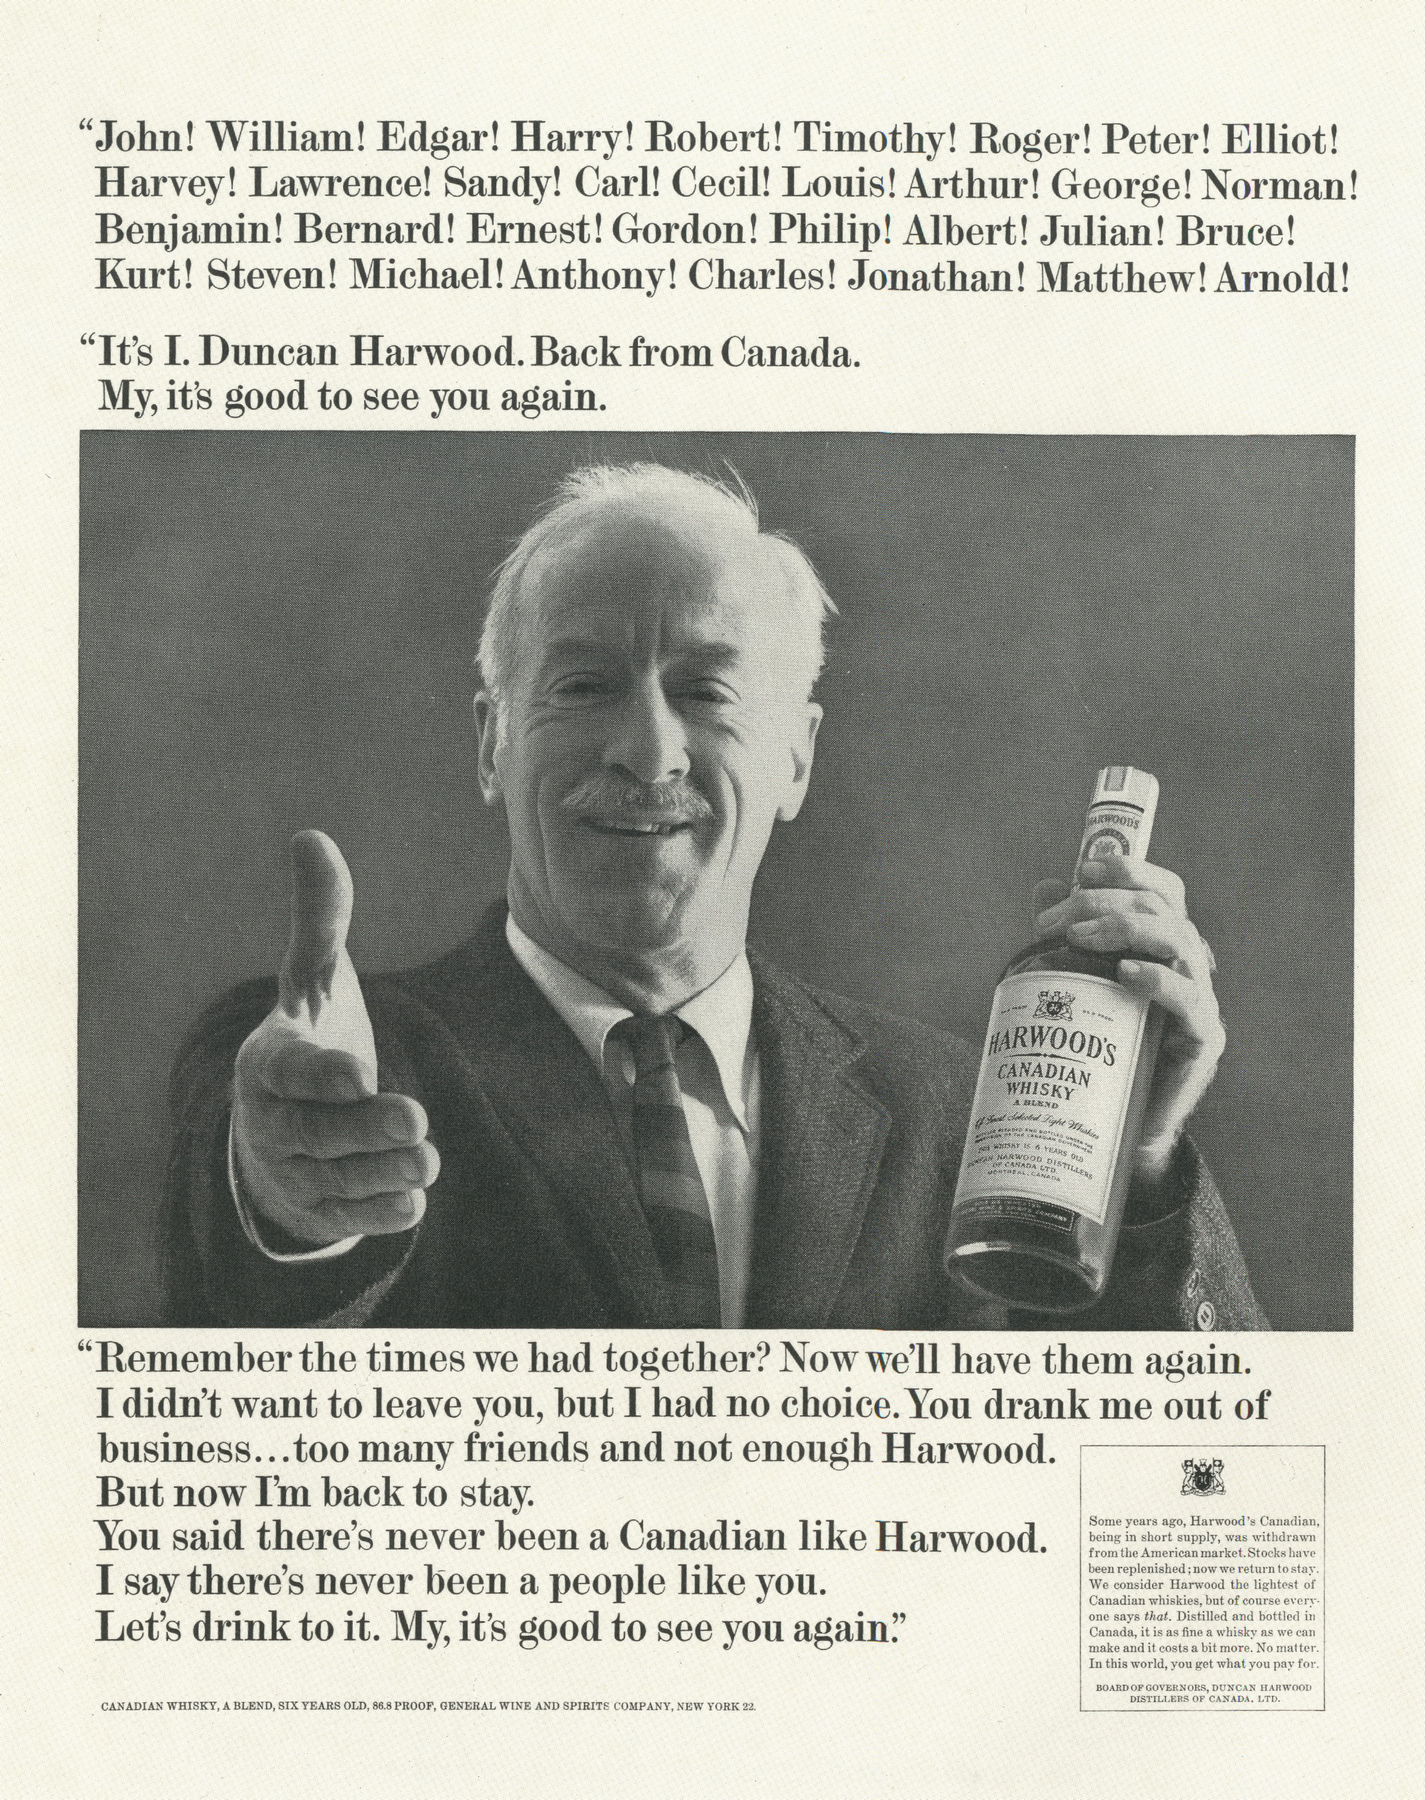 “John! William! Edgar! Harry! Robert! Timothy! Roger! Peter! Elliot!
Harvey! Lawrence! Sandy! Carl! Cecil! Louis! Arthur! George! Norman!
Benjamin! Bernard! Ernest! Gordon! Philip! Albert! Julian! Bruce!
Kurt! Steven! Michael! Anthony! Charles! Jonathan! Matthew! Arnold!
“It’s I. Duncan Harwood. Back from Canada.
My, it’s good to see you again.
HARWOOD'S
HARWOOD'S
CANADIAN
WHISKY
A BLEND
Of Finest Selected Light Whiskies
THIS WHISKY IS 6 YEARS OLD
DUNCAN HARWOOD DISTILLERS
OF CANADA LTD.
MONTREAL, CANADA
“Remember the times we had together? Now we’ll have them again.
I didn’t want to leave you, but I had no choice. You drank me out of
business...too many friends and not enough Harwood.
But now I’m back to stay.
You said there’s never been a Canadian like Harwood.
I say there’s never been a people like you.
Let’s drink to it. My, it’s good to see you again.”
Some years ago, Harwood’s Canadian,
being in short supply, was withdrawn
from the American market. Stocks have
been replenished; now we return to stay.
We consider Harwood the lightest of
Canadian whiskies, but of course every-
one says that. Distilled and bottled in
Canada, it is as fine a whisky as we can
make and it costs a bit more. No matter.
In this world, you get what you pay for.
BOARD OF GOVERNORS, DUNCAN HARWOOD
DISTILLERS OF CANADA, LTD.
CANADIAN WHISKY, A BLEND, SIX YEARS OLD, 86.8 PROOF, GENERAL WINE AND SPIRITS COMPANY, NEW YORK 22.